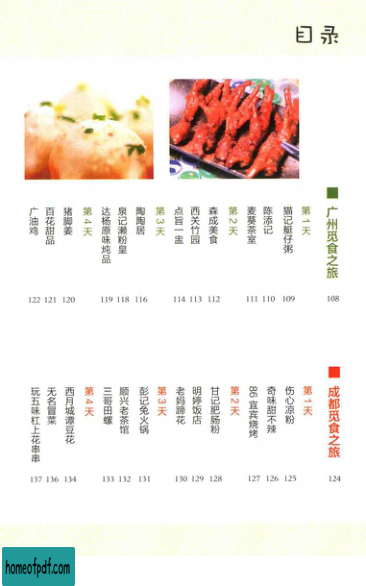 目录
广州觅食之旅 108
第1天
猫记艇仔粥 109
陈添记 110
麦葵茶室 111
第2天
森成美食 112
西关竹园 113
点旨一盅 114
第3天
陶陶居 116
泉记濑粉皇 118
达杨原味炖品 119
第4天
猪脚姜 120
百花甜品 121
广油鸡 122
成都觅食之旅 124
第1天
伤心凉粉 125
奇味甜不辣 126
86宜宾烧烤 127
第2天
甘记肥肠粉 128
明婷饭店 129
老妈蹄花 130
第3天
彭记兔火锅 131
顺兴老茶馆 132
三哥田螺 133
第4天
西月城谭豆花 134
无名冒菜 136
玩五味杠上花串串 137
homeofpdf.com